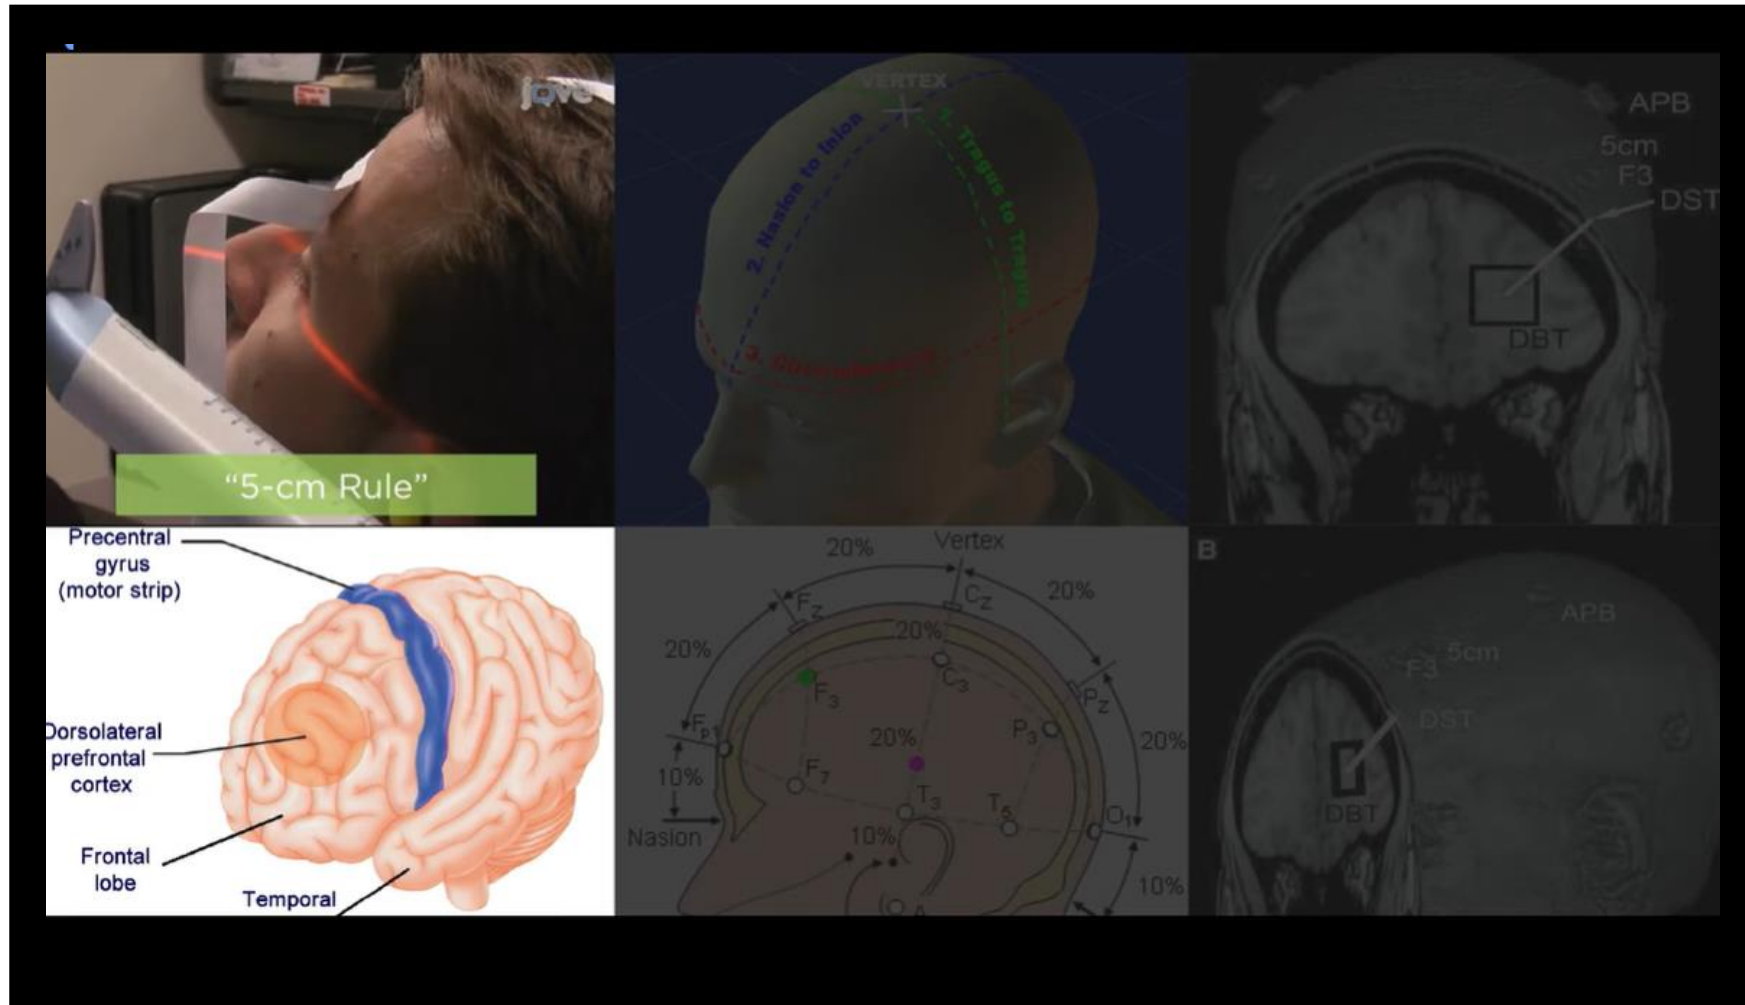 jove
“5-cm Rule”
VERTEX
1. Tragus to Tragus
2. Nasion to Inion
3. Circumference
APB
5cm
F3
DST
DBT
Precentral
gyrus
(motor strip)
Dorsolateral
prefrontal
cortex
Frontal
lobe
Temporal
20%
Vertex
20%
FZ
CZ
20%
20%
F3
C3
PZ
Fp1
P3
20%
20%
10%
F7
T3
T5
O1
Nasion
10%
10%
A
B
APB
5cm
F3
DST
DBT